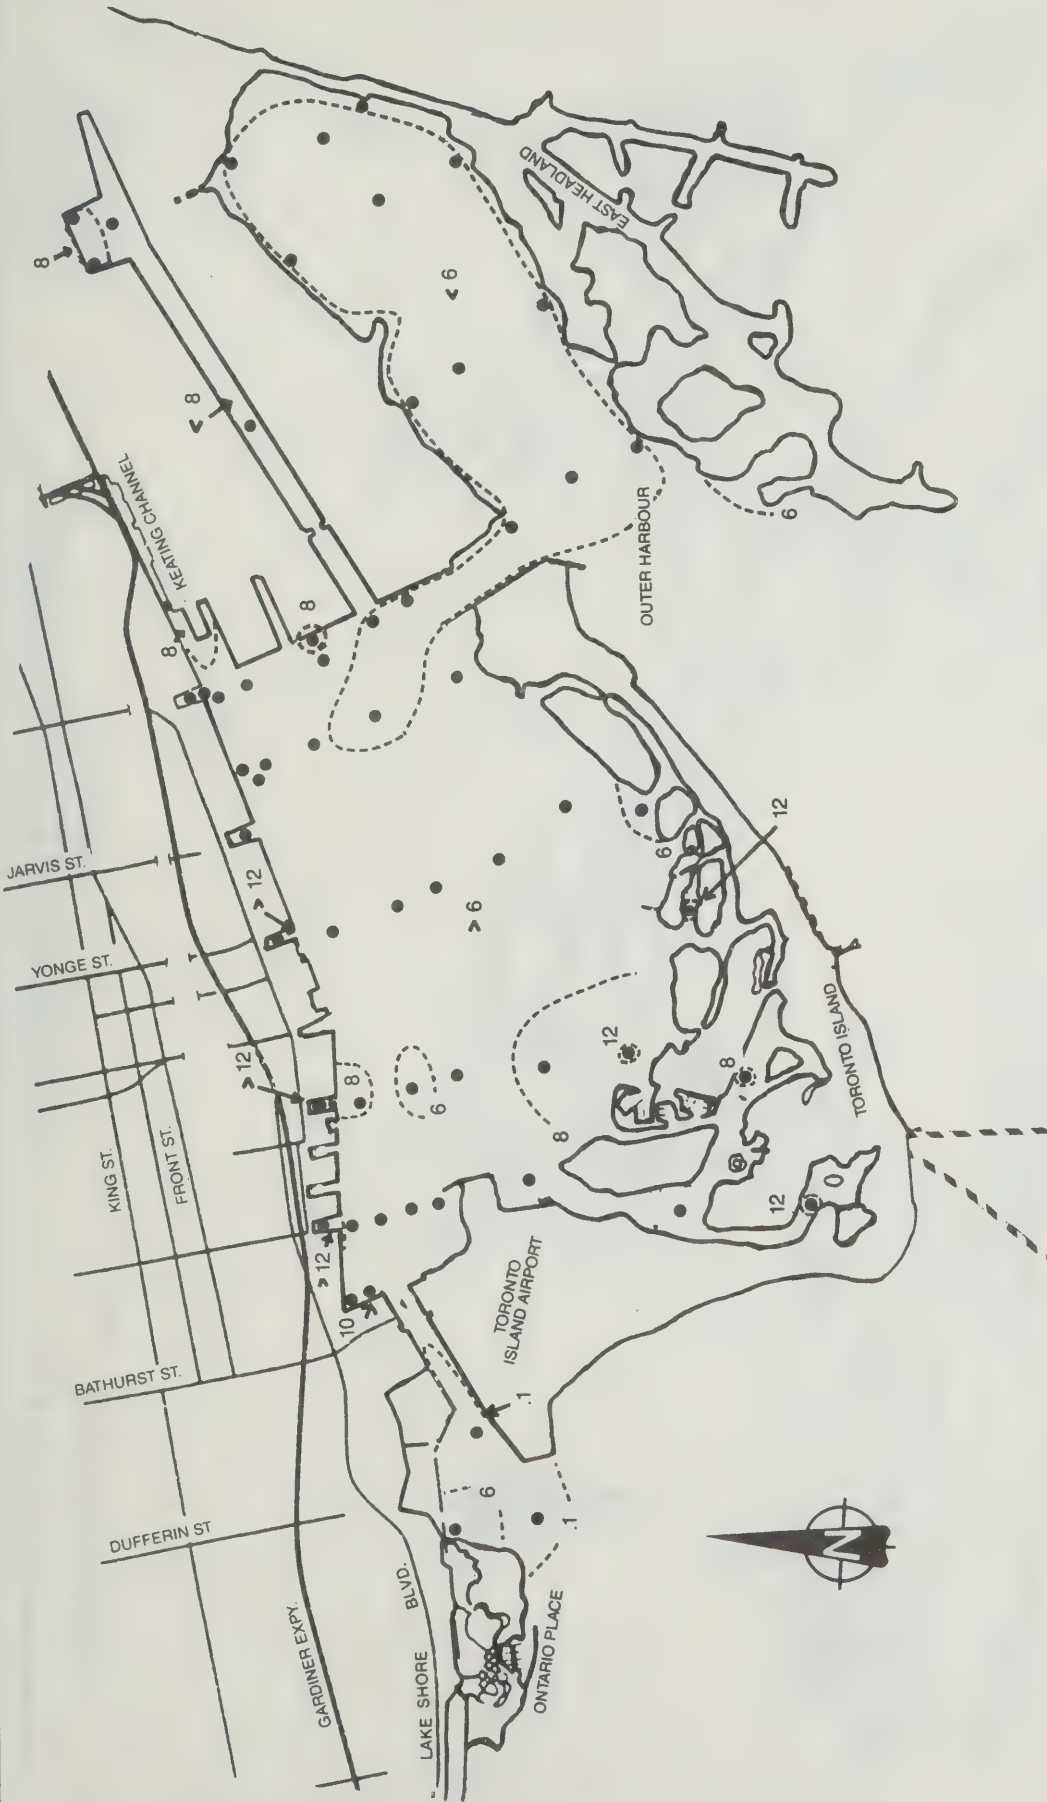 8
< 8
KEATING CHANNEL
8
8
EAST HEADLAND
< 6
6
OUTER HARBOUR
JARVIS ST.
YONGE ST.
> 12
> 6
6
12
> 12
8
6
8
12
8
TORONTO ISLAND
KING ST.
FRONT ST.
> 12
10
12
0
TORONTO
ISLAND AIRPORT
BATHURST ST.
.1
6
.1
DUFFERIN ST
GARDINER EXPY.
LAKE SHORE BLVD.
ONTARIO PLACE
N